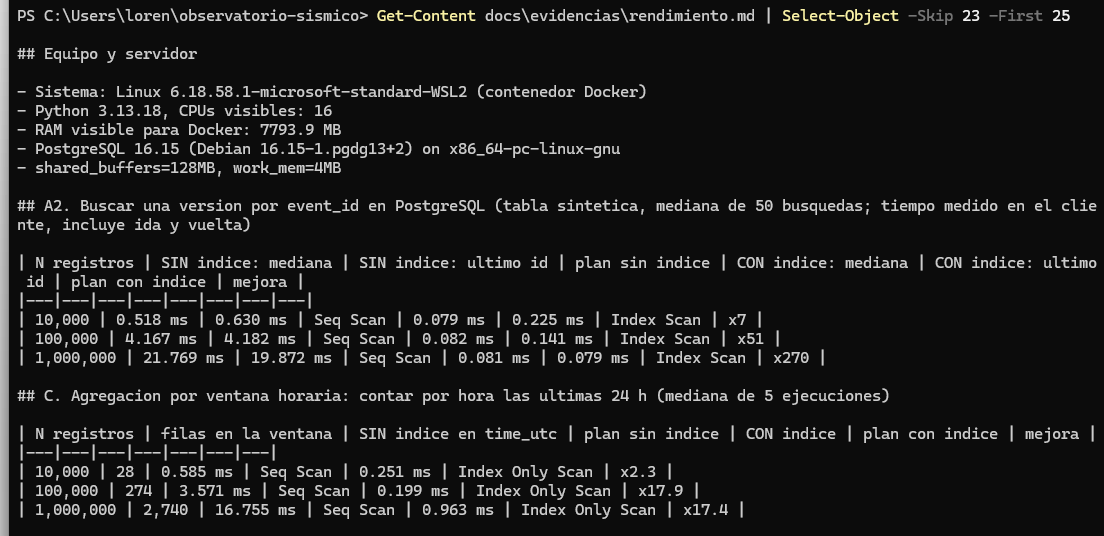 PS C:\Users\loren\observatorio-sismico> Get-Content docs\evidencias\rendimiento.md | Select-Object -Skip 23 -First 25
## Equipo y servidor
- Sistema: Linux 6.18.58.1-microsoft-standard-WSL2 (contenedor Docker)
- Python 3.13.18, CPUs visibles: 16
- RAM visible para Docker: 7793.9 MB
- PostgreSQL 16.15 (Debian 16.15-1.pgdg13+2) on x86_64-pc-linux-gnu
- shared_buffers=128MB, work_mem=4MB
## A2. Buscar una version por event_id en PostgreSQL (tabla sintetica, mediana de 50 busquedas; tiempo medido en el clie
nte, incluye ida y vuelta)
| N registros | SIN indice: mediana | SIN indice: ultimo id | plan sin indice | CON indice: mediana | CON indice: ultimo
 id | plan con indice | mejora |
|---|---|---|---|---|---|---|---|
| 10,000 | 0.518 ms | 0.630 ms | Seq Scan | 0.079 ms | 0.225 ms | Index Scan | x7 |
| 100,000 | 4.167 ms | 4.182 ms | Seq Scan | 0.082 ms | 0.141 ms | Index Scan | x51 |
| 1,000,000 | 21.769 ms | 19.872 ms | Seq Scan | 0.081 ms | 0.079 ms | Index Scan | x270 |
## C. Agregacion por ventana horaria: contar por hora las ultimas 24 h (mediana de 5 ejecuciones)
| N registros | filas en la ventana | SIN indice en time_utc | plan sin indice | CON indice | plan con indice | mejora |
|---|---|---|---|---|---|---|
| 10,000 | 28 | 0.585 ms | Seq Scan | 0.251 ms | Index Only Scan | x2.3 |
| 100,000 | 274 | 3.571 ms | Seq Scan | 0.199 ms | Index Only Scan | x17.9 |
| 1,000,000 | 2,740 | 16.755 ms | Seq Scan | 0.963 ms | Index Only Scan | x17.4 |